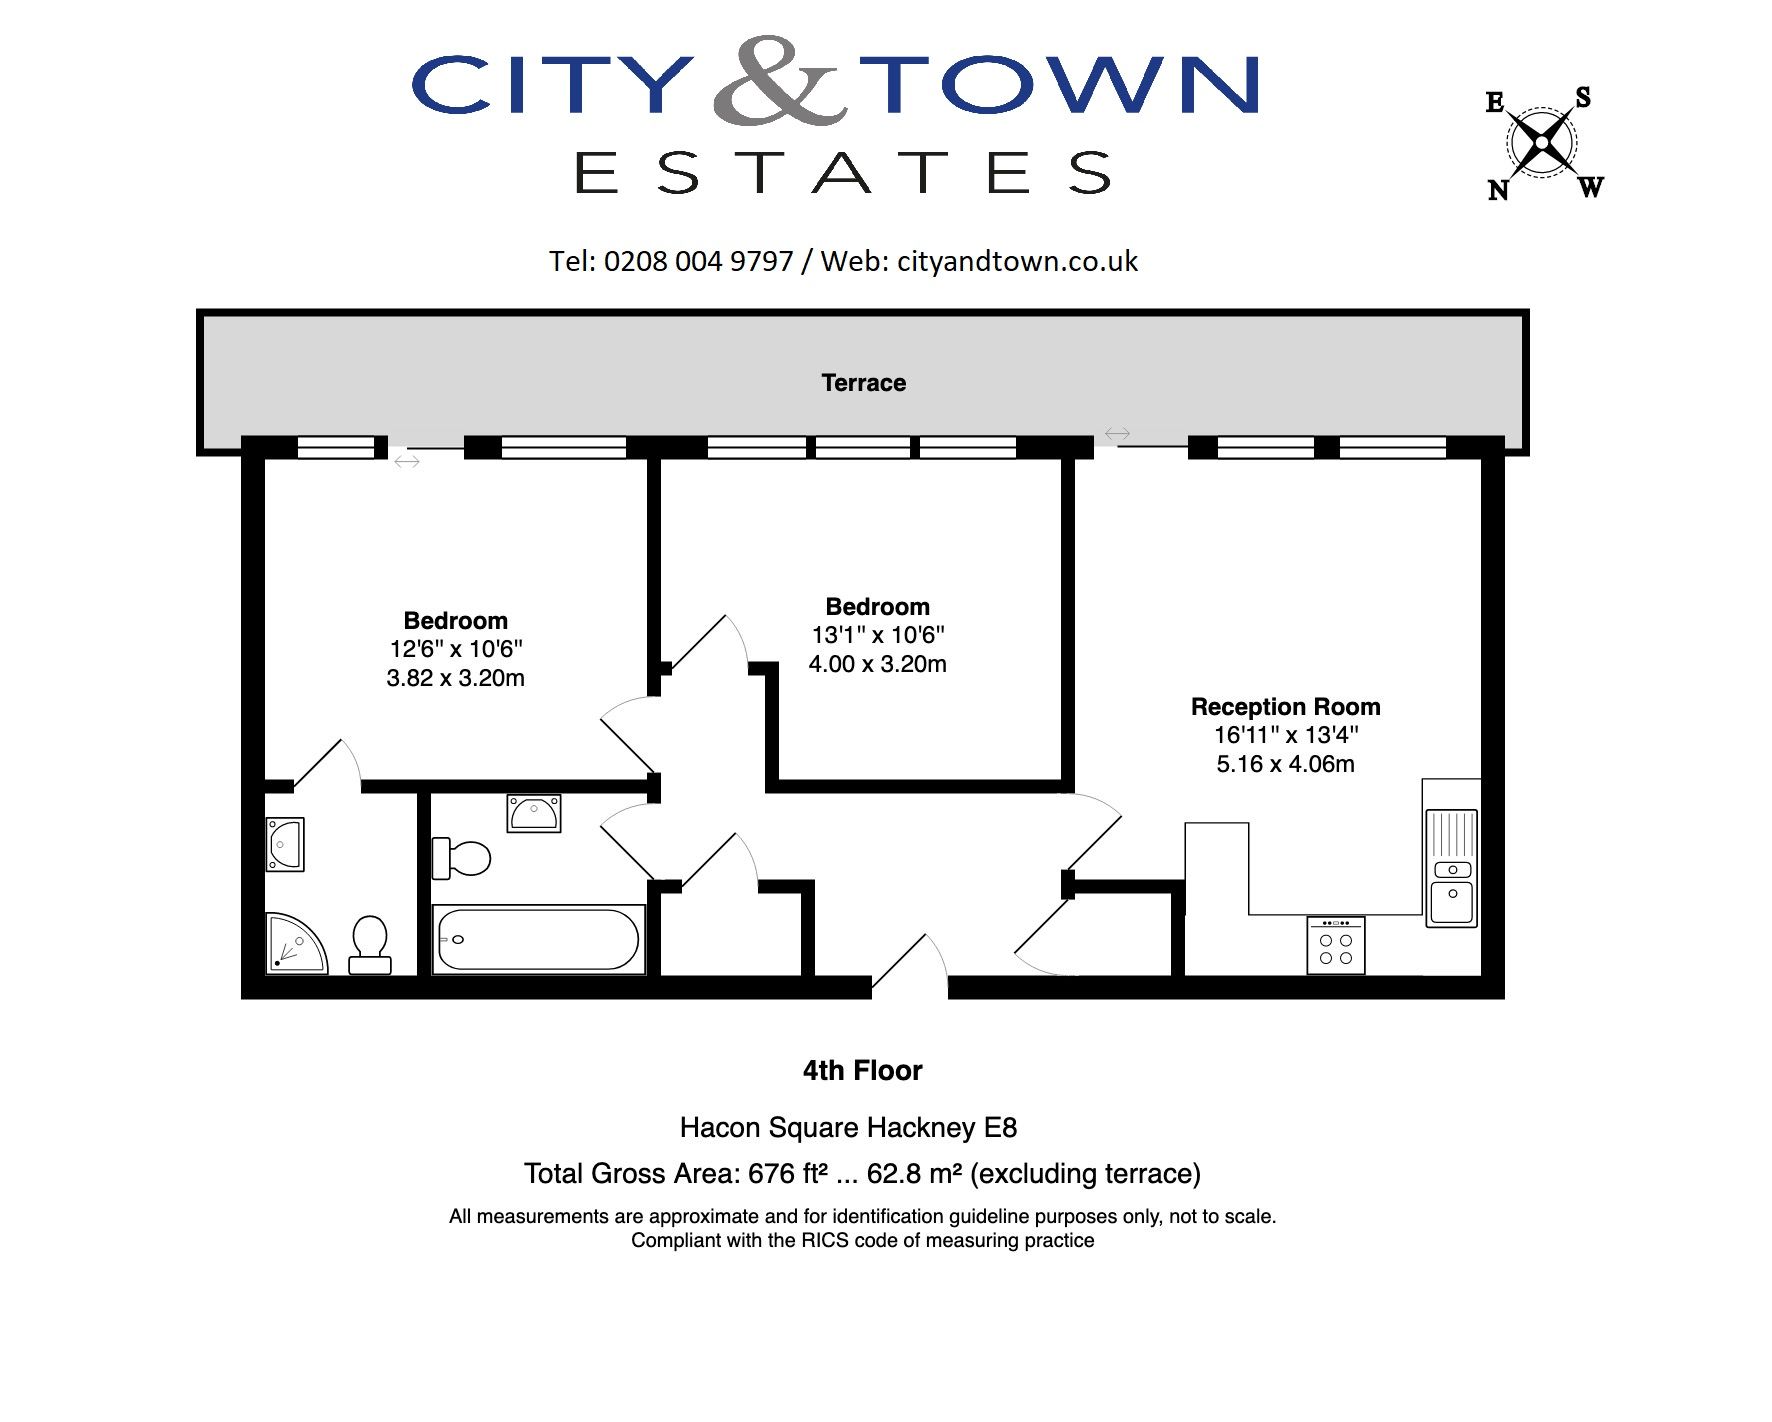 CITY & TOWN
ESTATES
E S
N W
Tel: 0208 004 9797 / Web: cityandtown.co.uk
Terrace
Bedroom
12'6" x 10'6"
3.82 x 3.20m
Bedroom
13'1" x 10'6"
4.00 x 3.20m
Reception Room
16'11" x 13'4"
5.16 x 4.06m
4th Floor
Hacon Square Hackney E8
Total Gross Area: 676 ft² ... 62.8 m² (excluding terrace)
All measurements are approximate and for identification guideline purposes only, not to scale.
Compliant with the RICS code of measuring practice